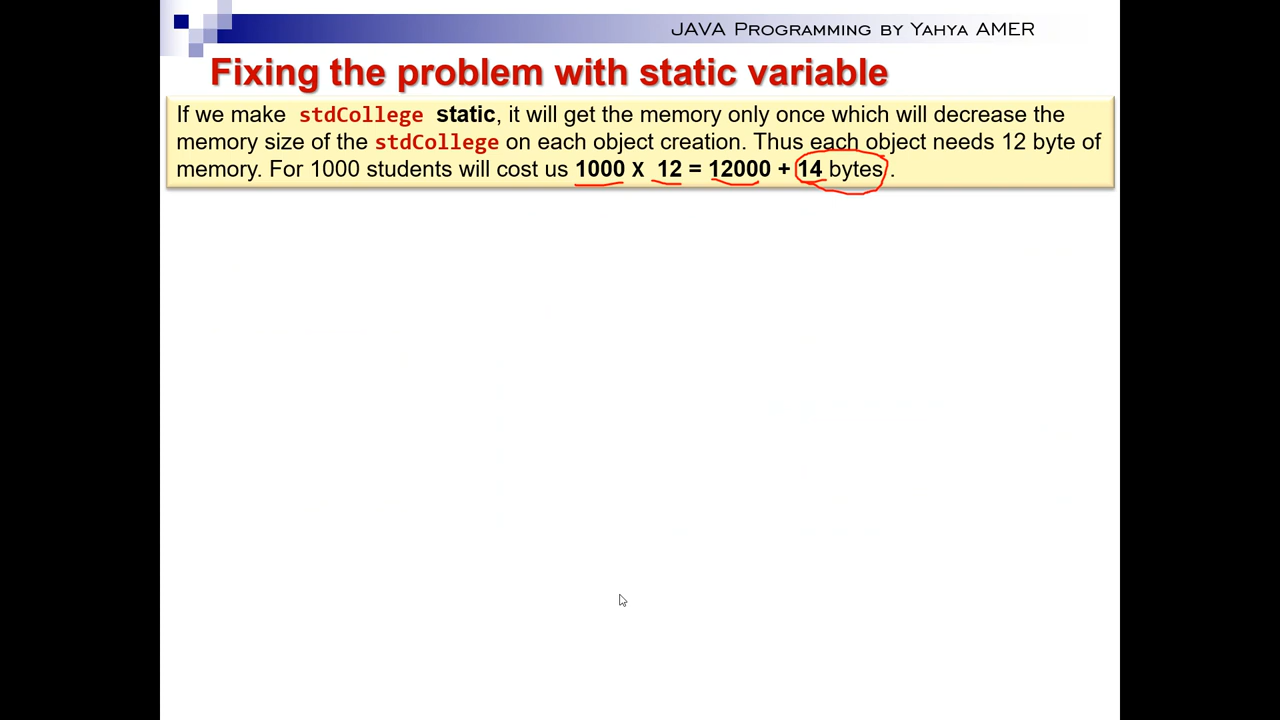 JAVA PROGRAMMING BY YAHYA AMER
Fixing the problem with static variable
If we make stdCollege static, it will get the memory only once which will decrease the
memory size of the stdCollege on each object creation. Thus each object needs 12 byte of
memory. For 1000 students will cost us 1000 X 12 = 12000 + 14 bytes .